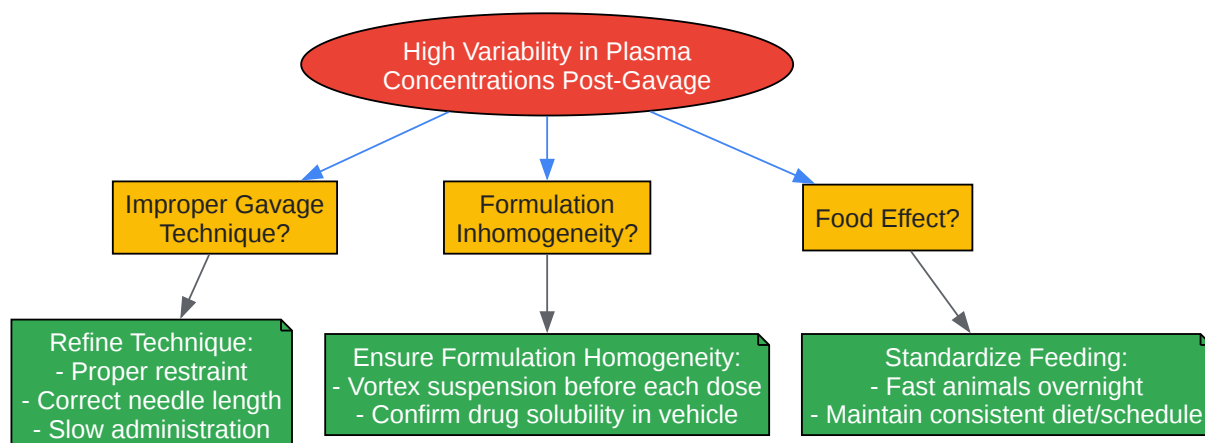 High Variability in Plasma
Concentrations Post-Gavage
Improper Gavage
Technique?
Formulation
Inhomogeneity?
Food Effect?
Refine Technique:
- Proper restraint
- Correct needle length
- Slow administration
Ensure Formulation Homogeneity:
- Vortex suspension before each dose
- Confirm drug solubility in vehicle
Standardize Feeding:
- Fast animals overnight
- Maintain consistent diet/schedule